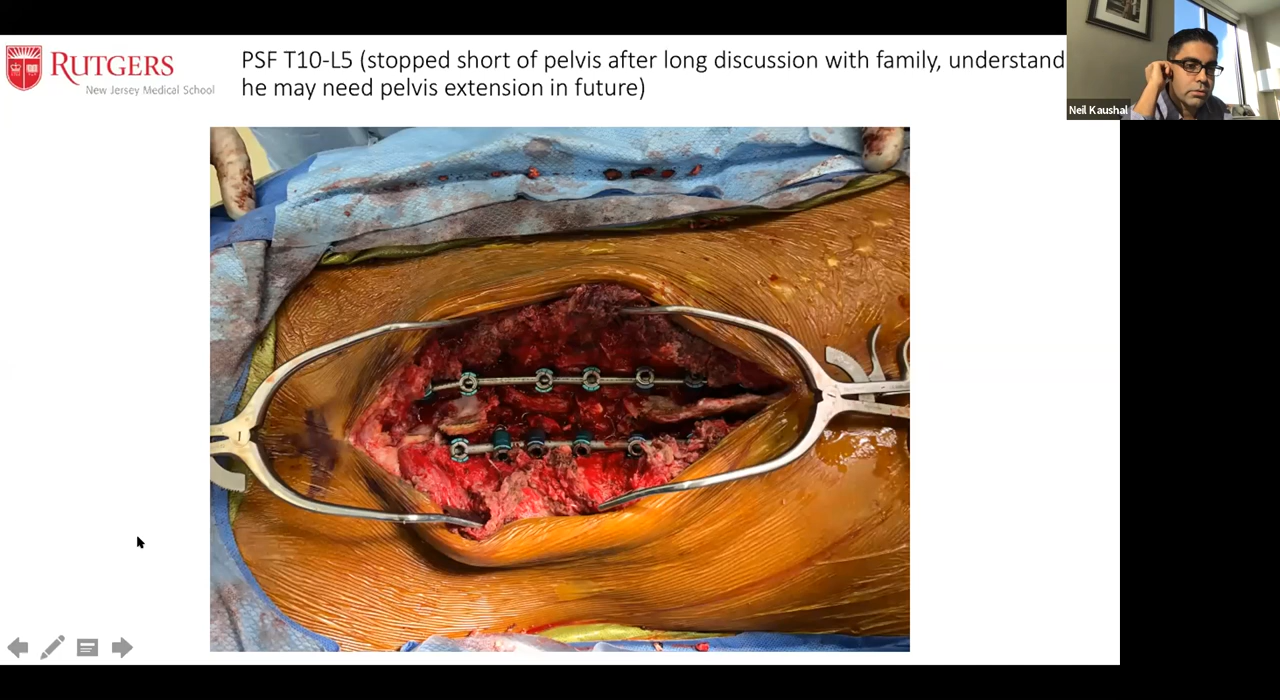 RUTGERS
New Jersey Medical School
PSF T10-L5 (stopped short of pelvis after long discussion with family, understand
he may need pelvis extension in future)
Neil Kaushal